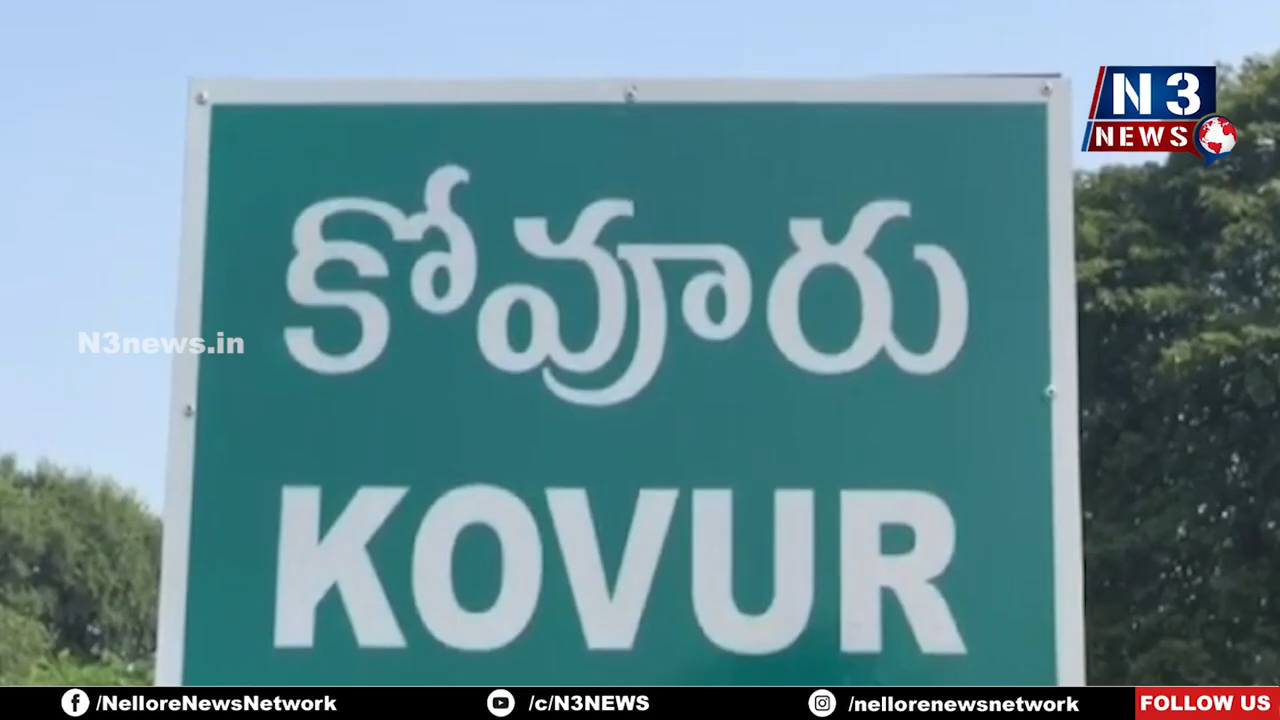 N3
NEWS
కోవూరు
N3news.in
KOVUR
/NelloreNewsNetwork
/c/N3NEWS
/nellorenewsnetwork
FOLLOW US